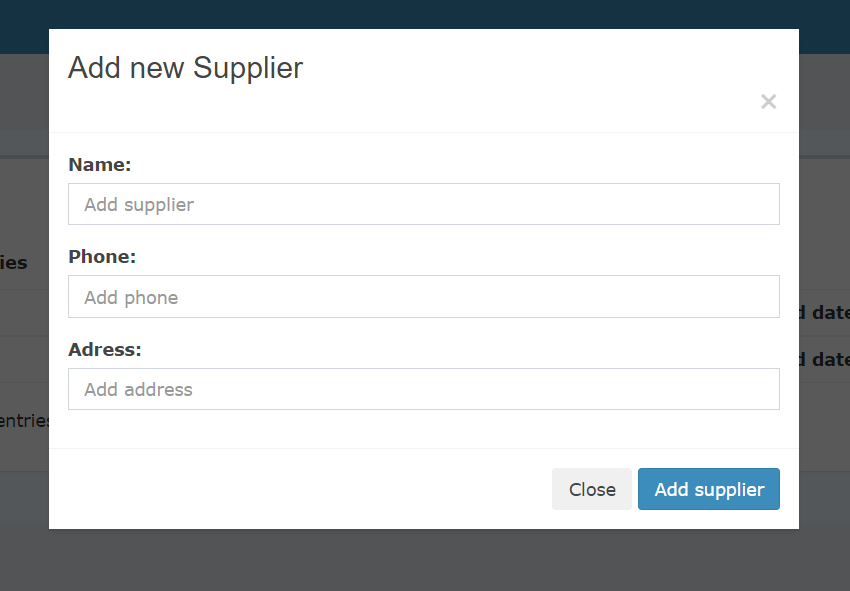 Add new Supplier
×
Name:
Add supplier
ies
Phone:
Add phone
d date
Adress:
d date
Add address
entries
Close
Add supplier